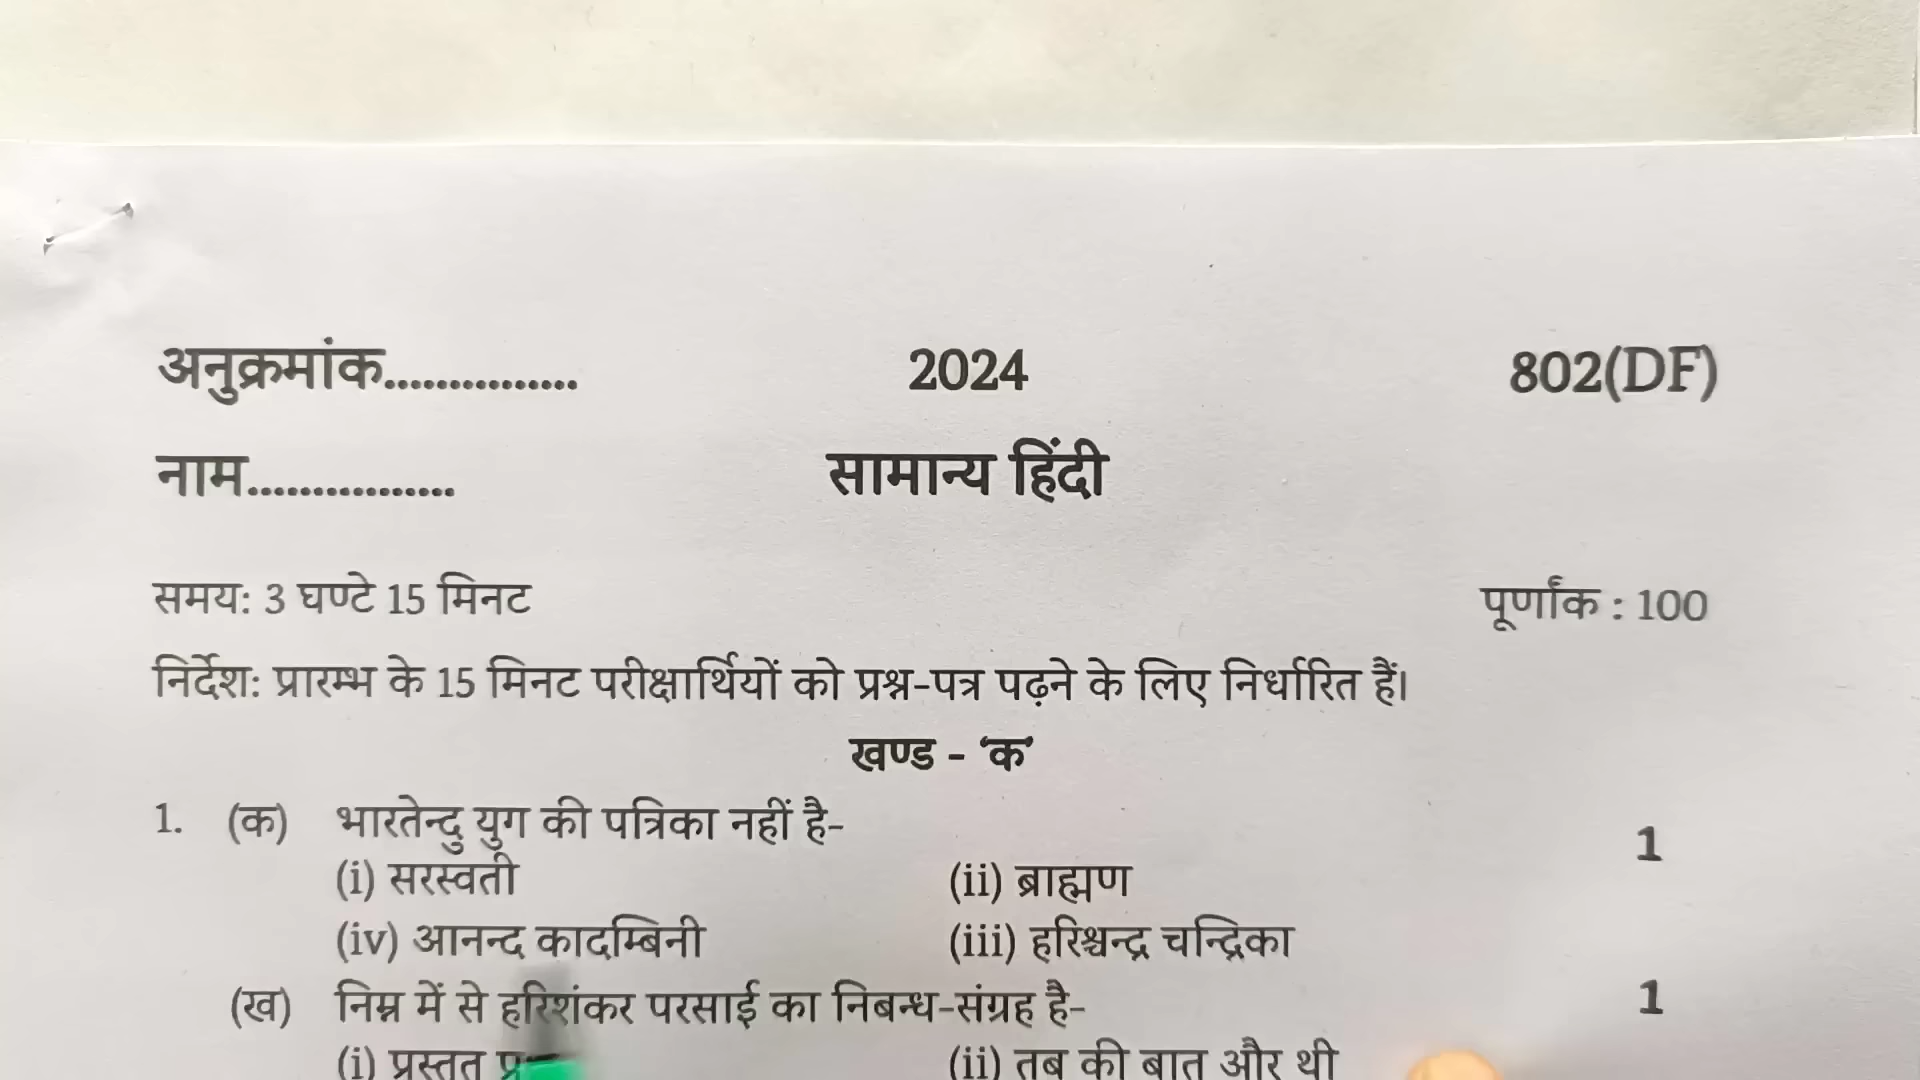 अनुक्रमांक............... 2024 802(DF)
नाम................ सामान्य हिंदी
समय: 3 घण्टे 15 मिनट पूर्णांक : 100
निर्देश: प्रारम्भ के 15 मिनट परीक्षार्थियों को प्रश्न-पत्र पढ़ने के लिए निर्धारित हैं।
खण्ड - ‘क’
1. (क) भारतेन्दु युग की पत्रिका नहीं है- 1
(i) सरस्वती (ii) ब्राह्मण
(iv) आनन्द कादम्बिनी (iii) हरिश्चन्द्र चन्द्रिका
(ख) निम्न में से हरिशंकर परसाई का निबन्ध-संग्रह है- 1
(i) (ii) तब की बात और थी